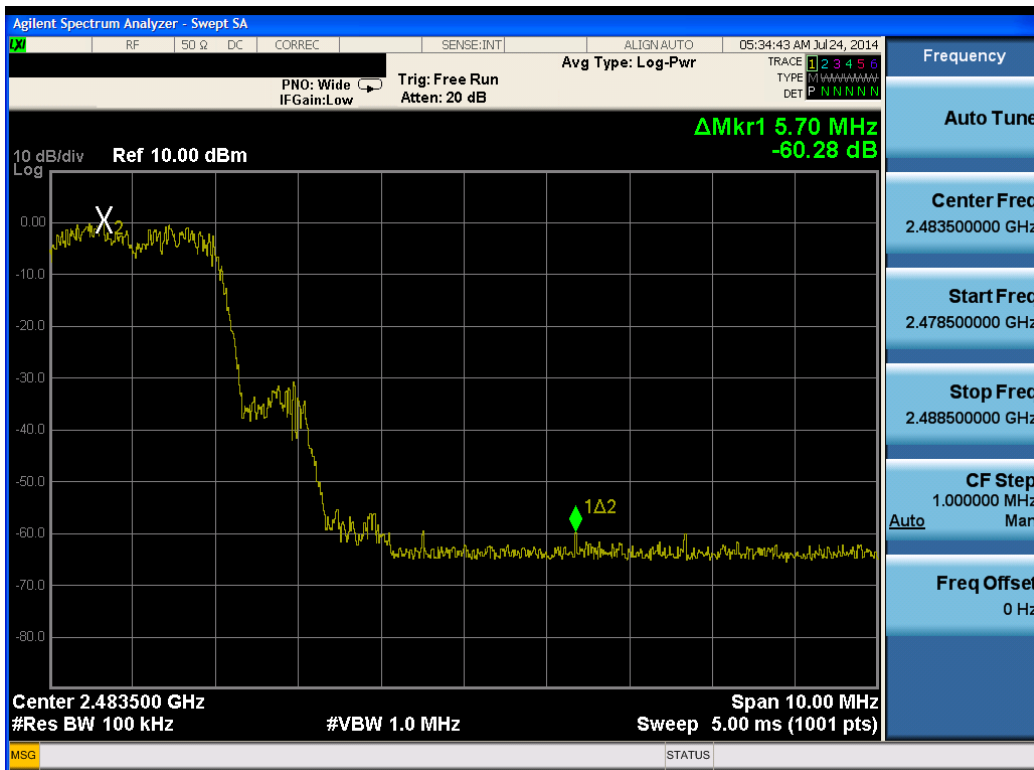 Agilent Spectrum Analyzer - Swept SA
LXI RF 50 Ω DC CORREC SENSE:INT ALIGN AUTO 05:34:43 AM Jul 24, 2014
Frequency
Avg Type: Log-Pwr
TRACE 1 2 3 4 5 6
PNO: Wide Trig: Free Run
TYPE M
IFGain:Low Atten: 20 dB
DET P N N N N N
Auto Tune
ΔMkr1 5.70 MHz
10 dB/div Ref 10.00 dBm -60.28 dB
Log
Center Freq
2.483500000 GHz
0.00
2
-10.0
Start Freq
2.478500000 GHz
-20.0
-30.0
Stop Freq
2.488500000 GHz
-40.0
-50.0
CF Step
1.000000 MHz
Auto Man
1Δ2
-60.0
-70.0
Freq Offset
0 Hz
-80.0
Center 2.483500 GHz Span 10.00 MHz
#Res BW 100 kHz #VBW 1.0 MHz Sweep 5.00 ms (1001 pts)
MSG STATUS